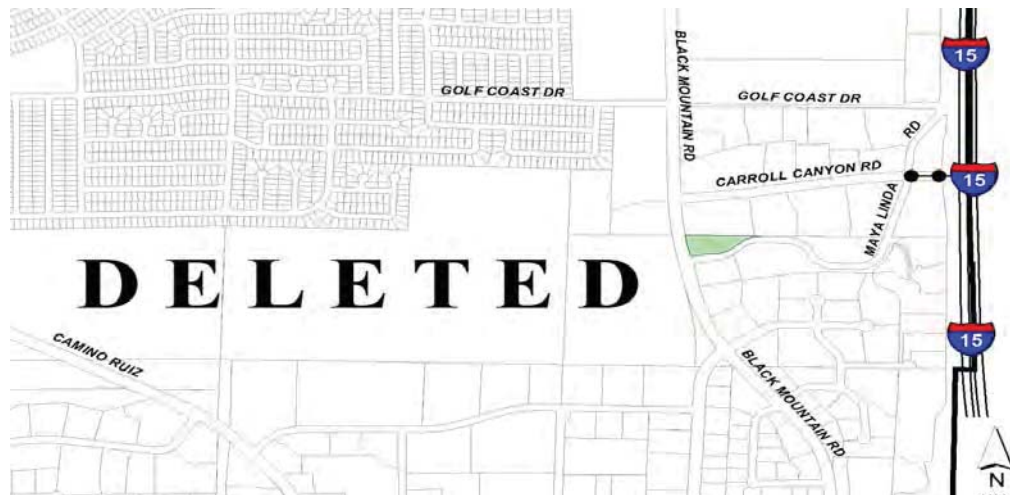 BLACK MOUNTAIN RD
15
GOLF COAST DR
GOLF COAST DR
RD
CARROLL CANYON RD
15
MAYA LINDA
DELETED
15
CAMINO RUIZ
BLACK MOUNTAIN RD
N